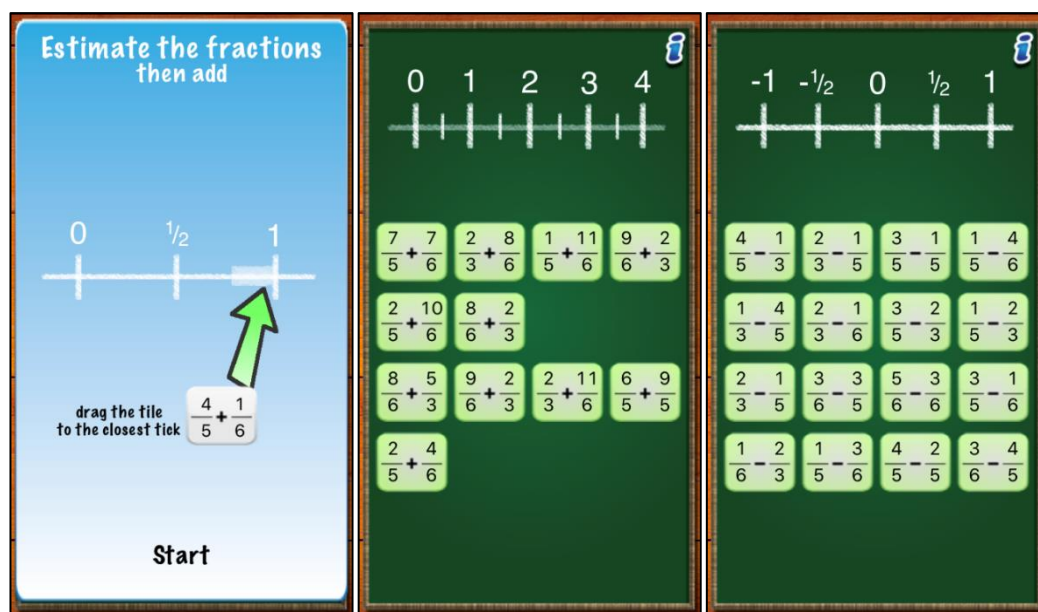 Estimate the fractions
then add
0 1/2 1
drag the tile
to the closest tick
4/5 + 1/6
Start
i
0 1 2 3 4
7/5 + 7/6 2/3 + 8/6 1/5 + 11/6 9/6 + 2/3
2/5 + 10/6 8/6 + 2/3
8/6 + 5/3 9/6 + 2/3 2/3 + 11/6 6/5 + 9/5
2/5 + 4/6
i
-1 -1/2 0 1/2 1
4/5 - 1/3 2/3 - 1/5 3/5 - 1/5 1/5 - 4/6
1/3 - 4/5 2/3 - 1/6 3/5 - 2/3 1/5 - 2/3
2/3 - 1/5 3/6 - 3/5 5/6 - 3/6 3/5 - 1/6
1/6 - 2/3 1/5 - 3/6 4/5 - 2/5 3/6 - 4/5